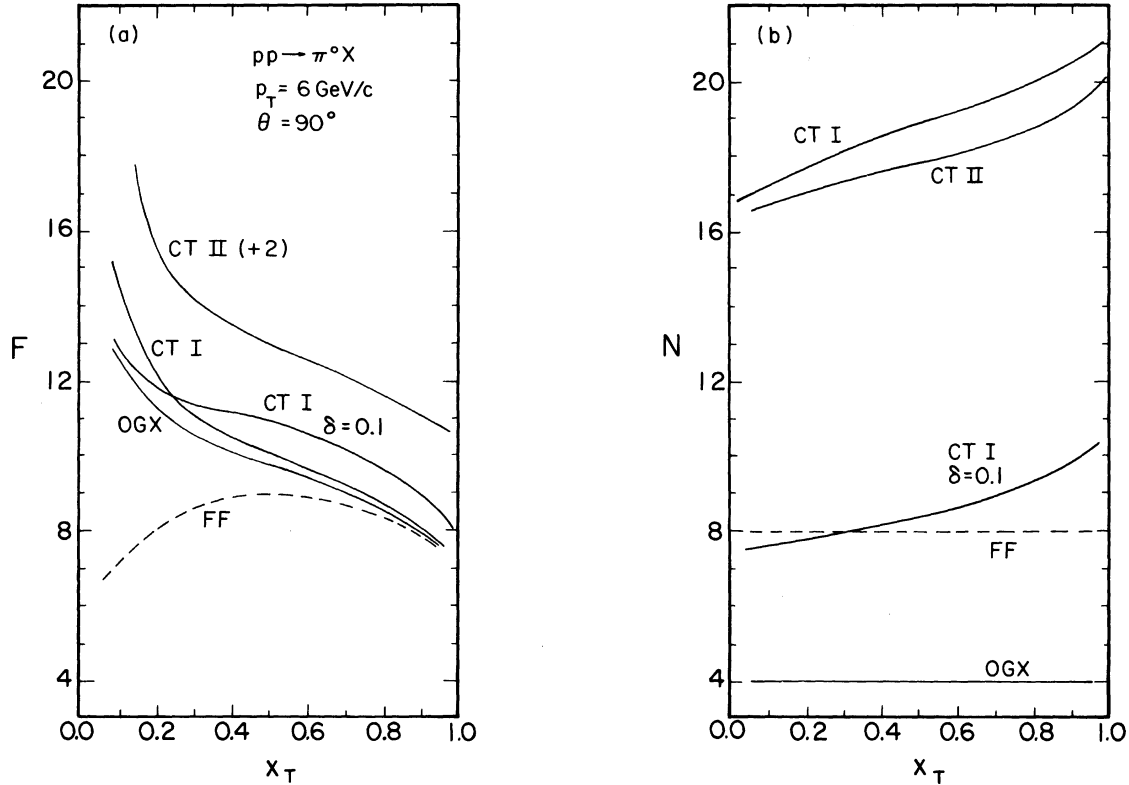 (a)
pp → π°X
p_T = 6 GeV/c
θ = 90°
20
16
12
8
4
F
CT II (+2)
CT I
CT I
δ=0.1
OGX
FF
0.0 0.2 0.4 0.6 0.8 1.0
X_T
(b)
20
16
12
8
4
N
CT I
CT II
CT I
δ=0.1
FF
OGX
0.0 0.2 0.4 0.6 0.8 1.0
X_T